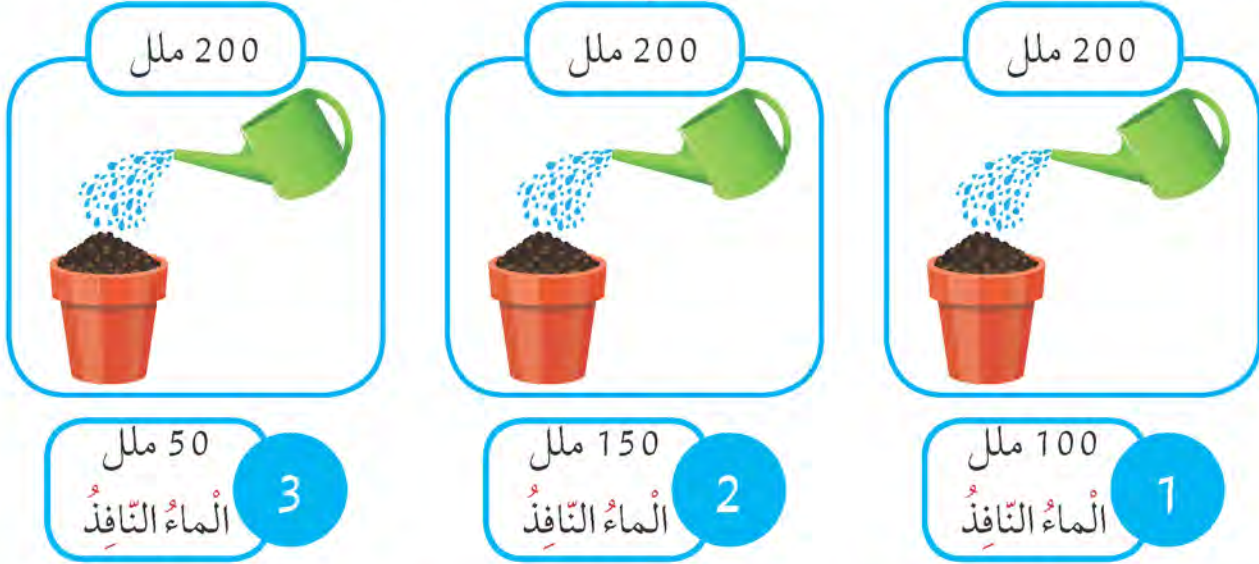 200 ملل
200 ملل
200 ملل
1
100 ملل
الْماءُ النّافِذُ
2
150 ملل
الْماءُ النّافِذُ
3
50 ملل
الْماءُ النّافِذُ